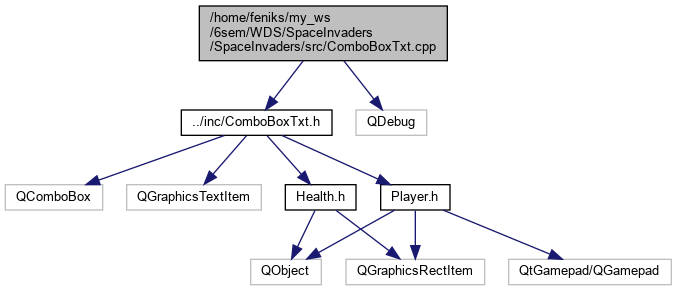 /home/feniks/my_ws
/6sem/WDS/SpaceInvaders
/SpaceInvaders/src/ComboBoxTxt.cpp
../inc/ComboBoxTxt.h
QDebug
QComboBox
QGraphicsTextItem
Health.h
Player.h
QObject
QGraphicsRectItem
QtGamepad/QGamepad